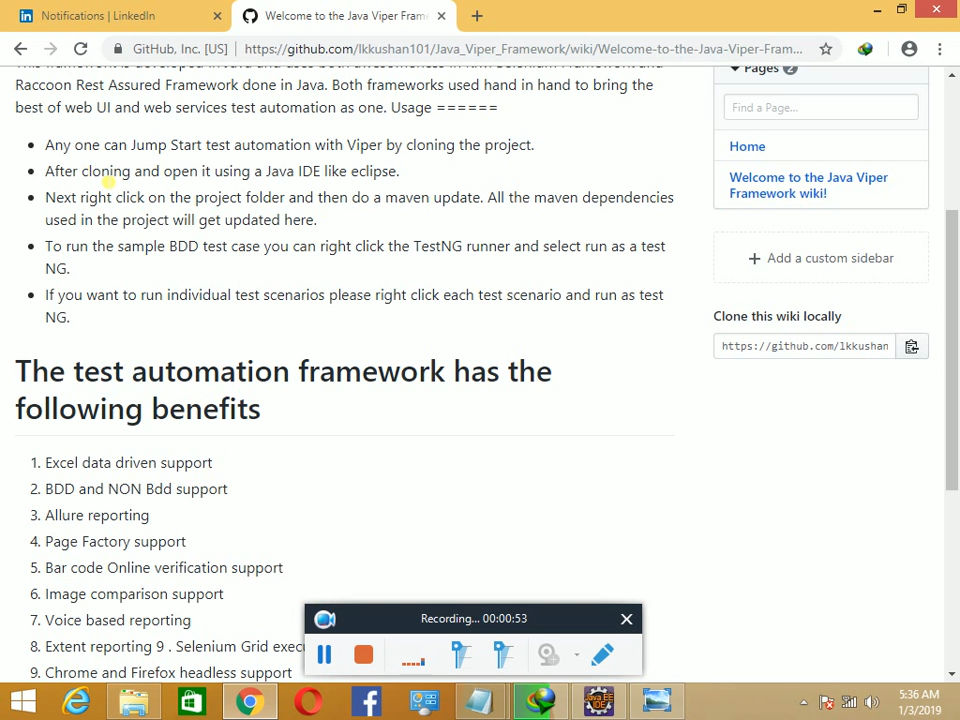 Notifications | LinkedIn
Welcome to the Java Viper Fram
GitHub, Inc. [US]
https://github.com/lkkushan101/Java_Viper_Framework/wiki/Welcome-to-the-Java-Viper-Fram...
Raccoon Rest Assured Framework done in Java. Both frameworks used hand in hand to bring the
best of web UI and web services test automation as one. Usage ======
Any one can Jump Start test automation with Viper by cloning the project.
After cloning and open it using a Java IDE like eclipse.
Next right click on the project folder and then do a maven update. All the maven dependencies
used in the project will get updated here.
To run the sample BDD test case you can right click the TestNG runner and select run as a test
NG.
If you want to run individual test scenarios please right click each test scenario and run as test
NG.
The test automation framework has the
following benefits
1. Excel data driven support
2. BDD and NON Bdd support
3. Allure reporting
4. Page Factory support
5. Bar code Online verification support
6. Image comparison support
7. Voice based reporting
8. Extent reporting 9 . Selenium Grid exec
9. Chrome and Firefox headless support
Pages 2
Find a Page...
Home
Welcome to the Java Viper
Framework wiki!
Add a custom sidebar
Clone this wiki locally
https://github.com/lkkushan
Recording... 00:00:53
Java EE
IDE
5:36 AM
1/3/2019